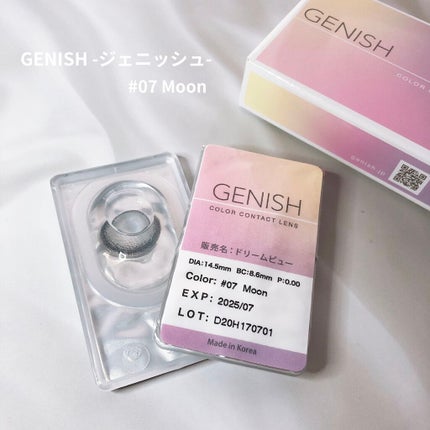 GENISH -ジェニッシュ-
#07 Moon
GENISH
genish.jp
GENISH
COLOR CONTACT LENS
販売名:ドリームビュー
DIA:14.5mm BC:8.6mm P:0.00
Color: #07 Moon
EXP: 2025/07
LOT: D20H170701
Made in Korea